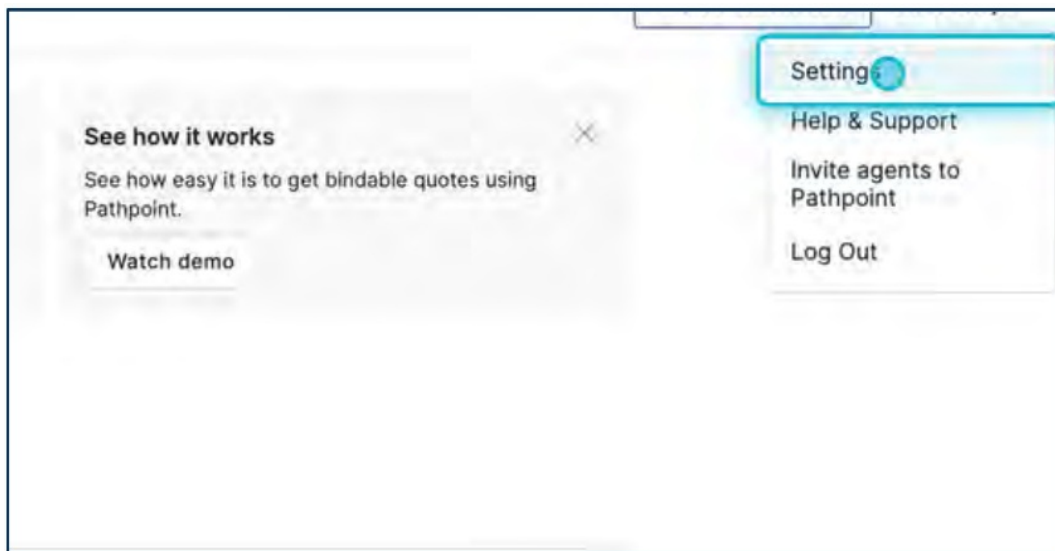 See how it works
See how easy it is to get bindable quotes using
Pathpoint.
Watch demo
Settings
Help & Support
Invite agents to
Pathpoint
Log Out